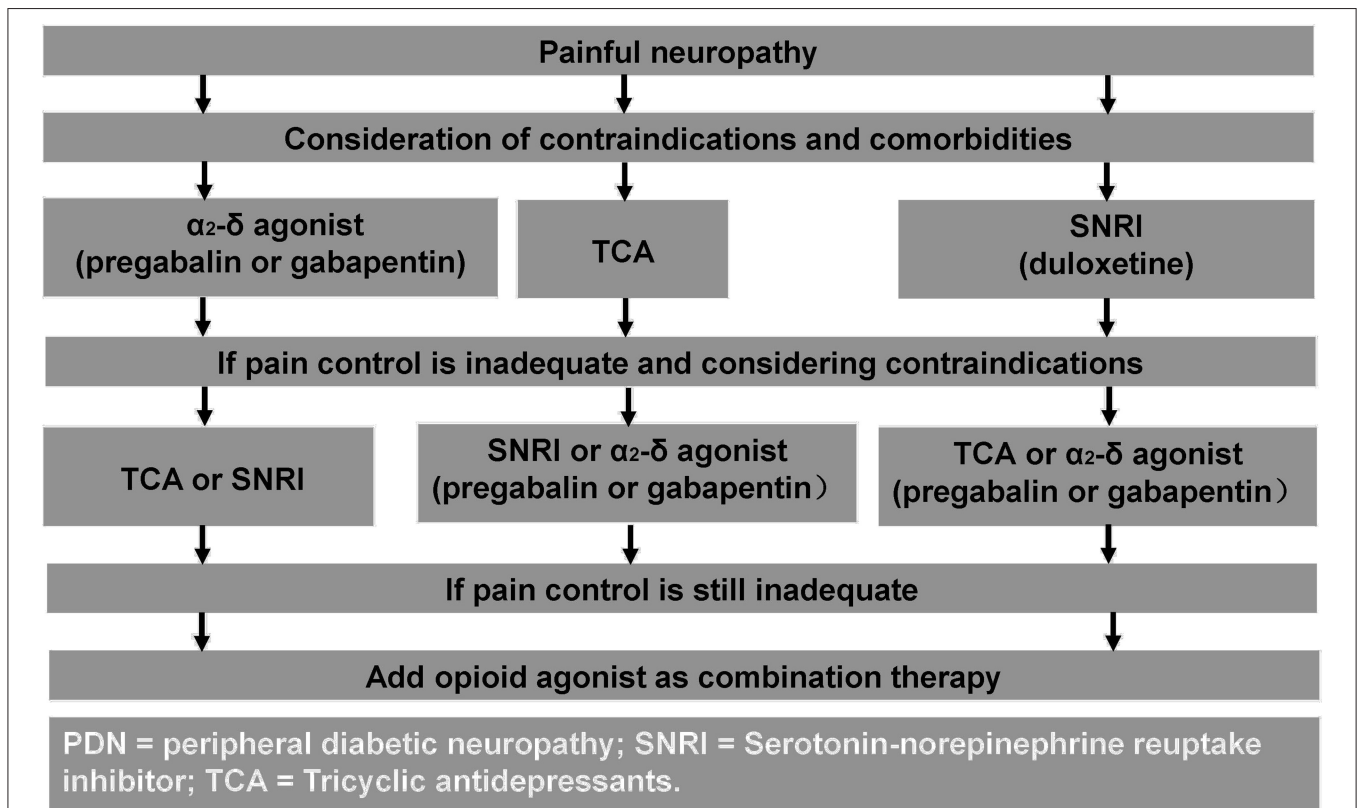 Painful neuropathy
Consideration of contraindications and comorbidities
α₂-δ agonist
(pregabalin or gabapentin)
TCA
SNRI
(duloxetine)
If pain control is inadequate and considering contraindications
TCA or SNRI
SNRI or α₂-δ agonist
(pregabalin or gabapentin）
TCA or α₂-δ agonist
(pregabalin or gabapentin）
If pain control is still inadequate
Add opioid agonist as combination therapy
PDN = peripheral diabetic neuropathy; SNRI = Serotonin-norepinephrine reuptake
inhibitor; TCA = Tricyclic antidepressants.